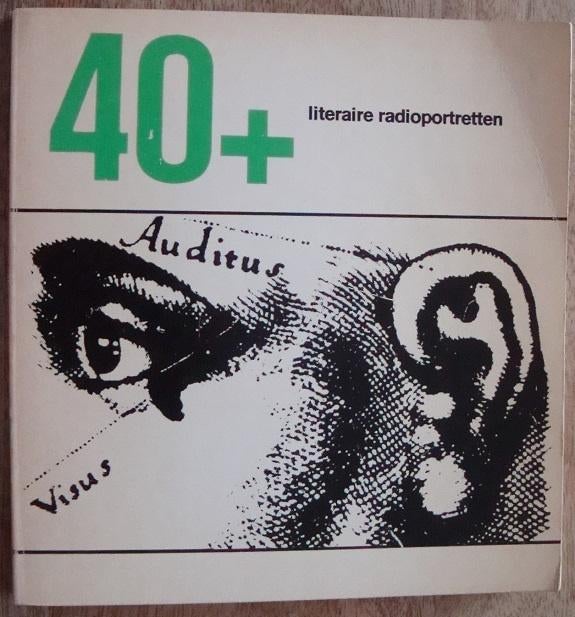 40+
literaire radioportretten
Auditus
Visus